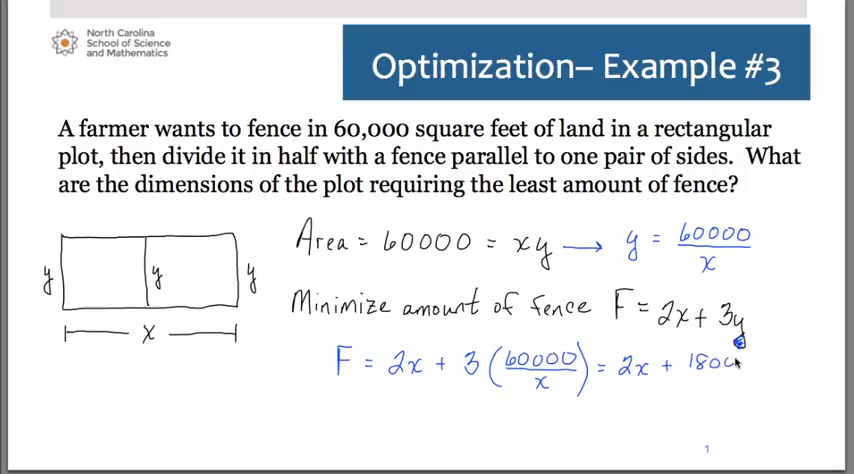 North Carolina
School of Science
and Mathematics
Optimization– Example #3
A farmer wants to fence in 60,000 square feet of land in a rectangular
plot, then divide it in half with a fence parallel to one pair of sides. What
are the dimensions of the plot requiring the least amount of fence?
Area = 60000 = xy → y = 60000/x
y y y
x
Minimize amount of fence F = 2x + 3y
F = 2x + 3(60000/x) = 2x + 180
1